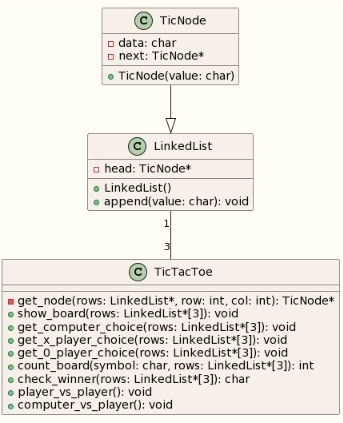 C TicNode
data: char
next: TicNode*
TicNode(value: char)
C LinkedList
head: TicNode*
LinkedList()
append(value: char): void
1
3
C TicTacToe
get_node(rows: LinkedList*, row: int, col: int): TicNode*
show_board(rows: LinkedList*[3]): void
get_computer_choice(rows: LinkedList*[3]): void
get_x_player_choice(rows: LinkedList*[3]): void
get_0_player_choice(rows: LinkedList*[3]): void
count_board(symbol: char, rows: LinkedList*[3]): int
check_winner(rows: LinkedList*[3]): char
player_vs_player(): void
computer_vs_player(): void